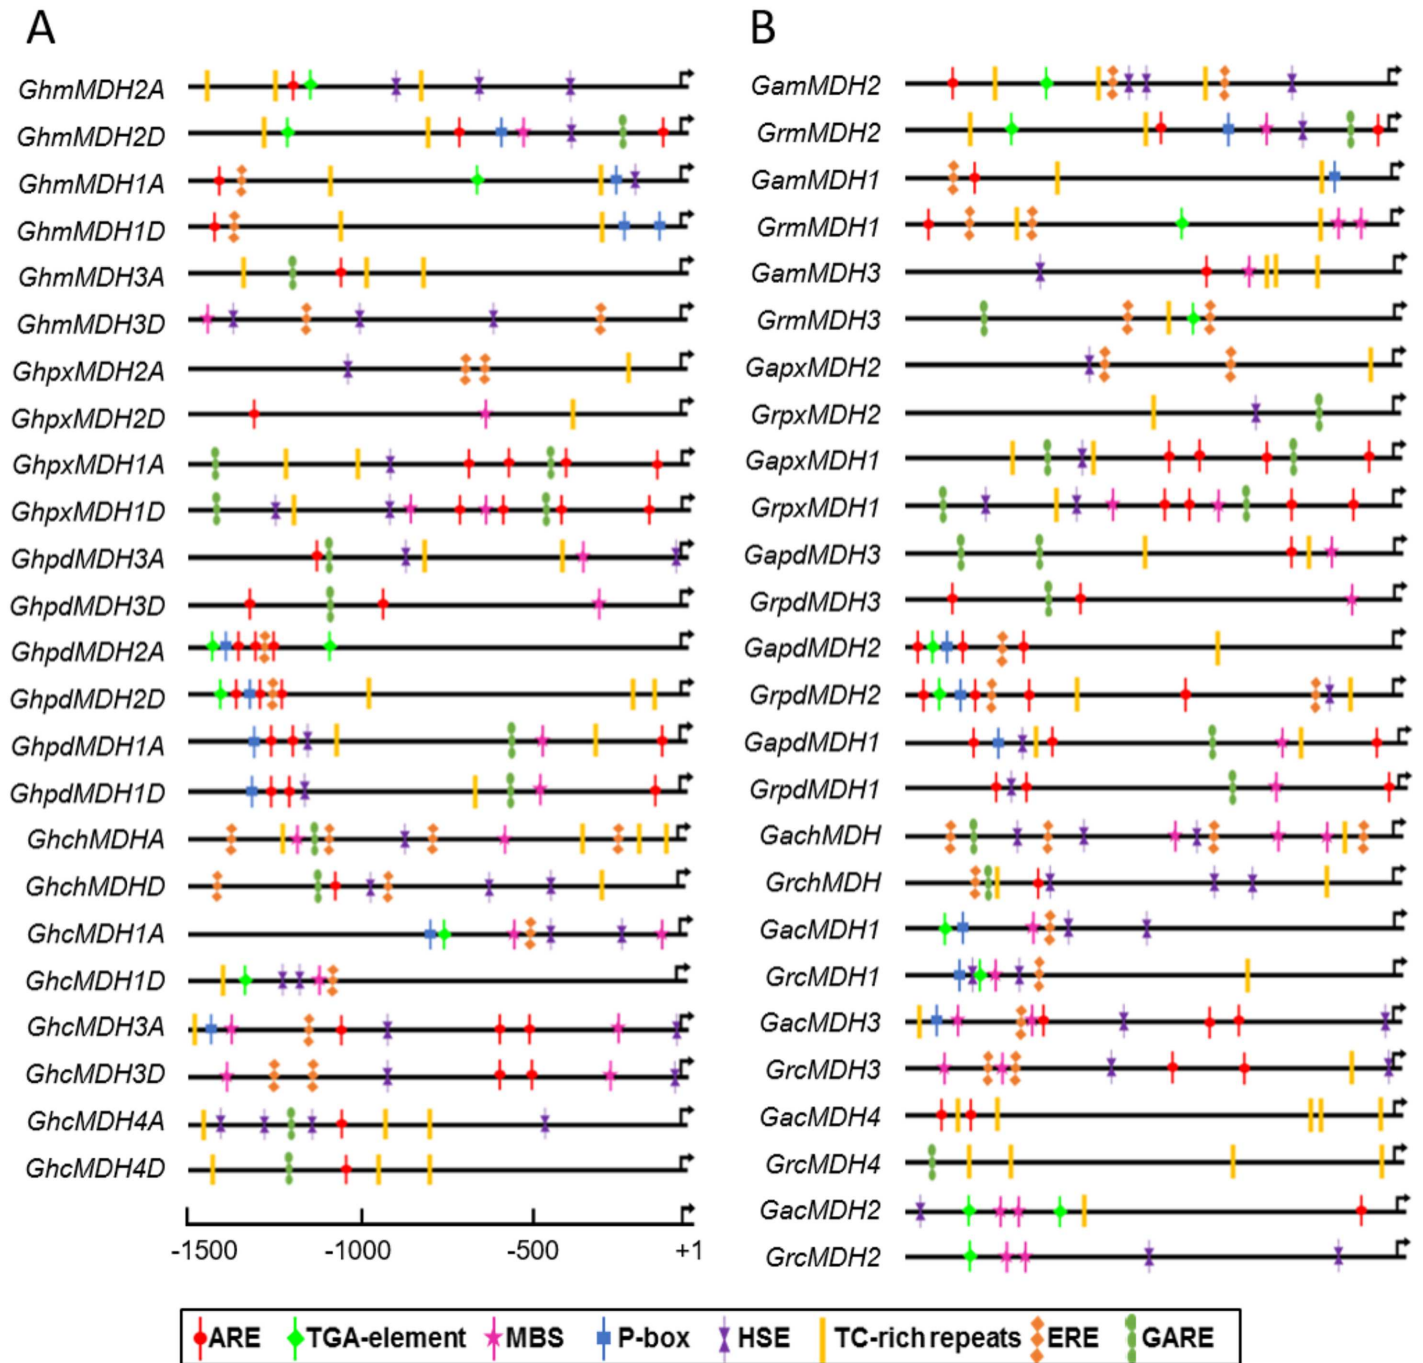 A
GhmMDH2A
GhmMDH2D
GhmMDH1A
GhmMDH1D
GhmMDH3A
GhmMDH3D
GhpxMDH2A
GhpxMDH2D
GhpxMDH1A
GhpxMDH1D
GhpdMDH3A
GhpdMDH3D
GhpdMDH2A
GhpdMDH2D
GhpdMDH1A
GhpdMDH1D
GhchMDHA
GhchMDHD
GhcMDH1A
GhcMDH1D
GhcMDH3A
GhcMDH3D
GhcMDH4A
GhcMDH4D
-1500 -1000 -500 +1
B
GamMDH2
GrmMDH2
GamMDH1
GrmMDH1
GamMDH3
GrmMDH3
GapxMDH2
GrpxMDH2
GapxMDH1
GrpxMDH1
GapdMDH3
GrpdMDH3
GapdMDH2
GrpdMDH2
GapdMDH1
GrpdMDH1
GachMDH
GrchMDH
GacMDH1
GrcMDH1
GacMDH3
GrcMDH3
GacMDH4
GrcMDH4
GacMDH2
GrcMDH2
ARE TGA-element MBS P-box HSE TC-rich repeats ERE GARE